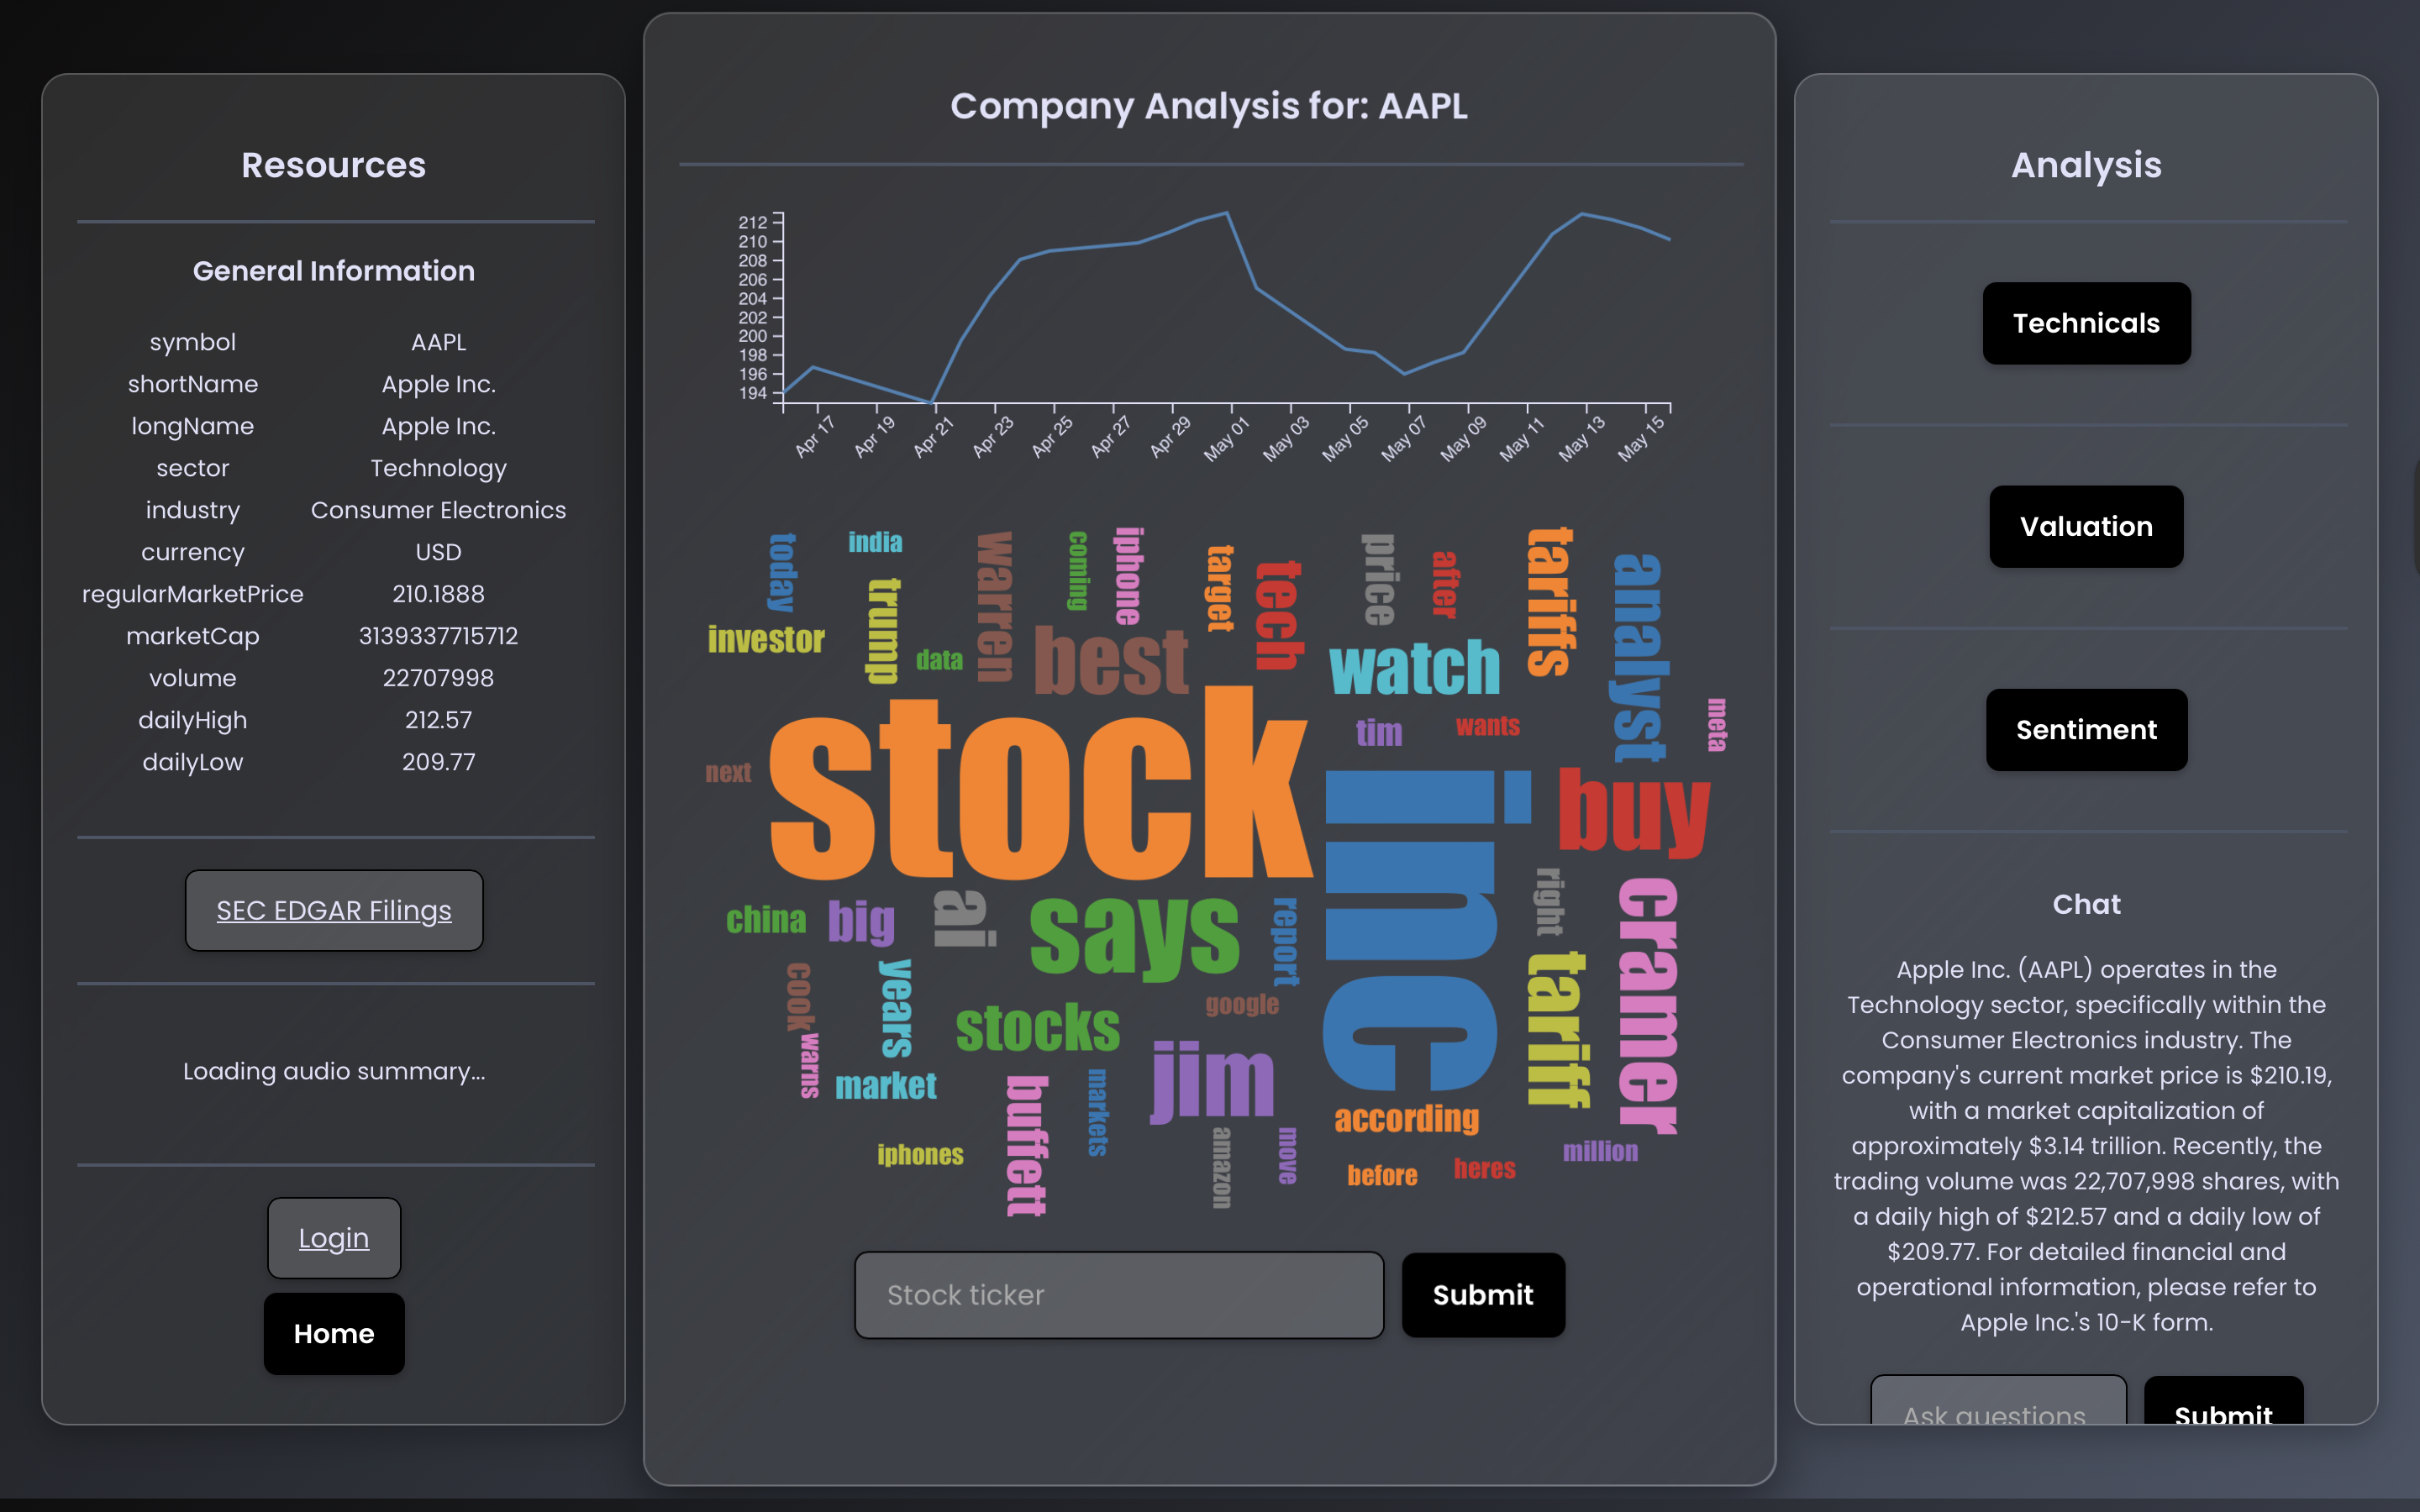 Resources
General Information
symbol AAPL
shortName Apple Inc.
longName Apple Inc.
sector Technology
industry Consumer Electronics
currency USD
regularMarketPrice 210.1888
marketCap 3139337715712
volume 22707998
dailyHigh 212.57
dailyLow 209.77
SEC EDGAR Filings
Loading audio summary...
Login
Home
Company Analysis for: AAPL
212
210
208
206
204
202
200
198
196
194
Apr 17 Apr 19 Apr 21 Apr 23 Apr 25 Apr 27 Apr 29 May 01 May 03 May 05 May 07 May 09 May 11 May 13 May 15
today
india
warren
coming
iphone
target
tech
price
after
tariffs
analyst
investor
trump
data
best
watch
meta
stock
tim
wants
next
inc
buy
china
big
ai
says
report
right
cramer
cook
years
google
tariff
stocks
warns
market
jim
buffett
markets
according
iphones
amazon
move
before
heres
million
Stock ticker
Submit
Analysis
Technicals
Valuation
Sentiment
Chat
Apple Inc. (AAPL) operates in the
Technology sector, specifically within the
Consumer Electronics industry. The
company's current market price is $210.19,
with a market capitalization of
approximately $3.14 trillion. Recently, the
trading volume was 22,707,998 shares, with
a daily high of $212.57 and a daily low of
$209.77. For detailed financial and
operational information, please refer to
Apple Inc.'s 10-K form.
Ask questions
Submit